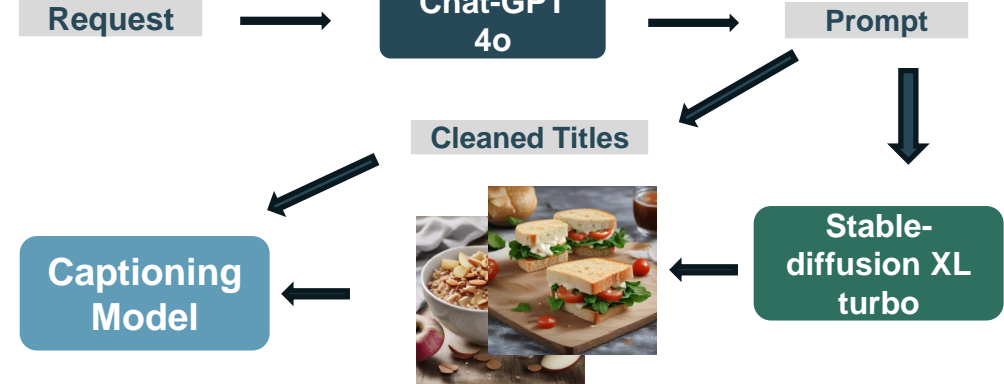 Request
Chat-GPT
4o
Prompt
Cleaned Titles
Stable-
diffusion XL
turbo
Captioning
Model